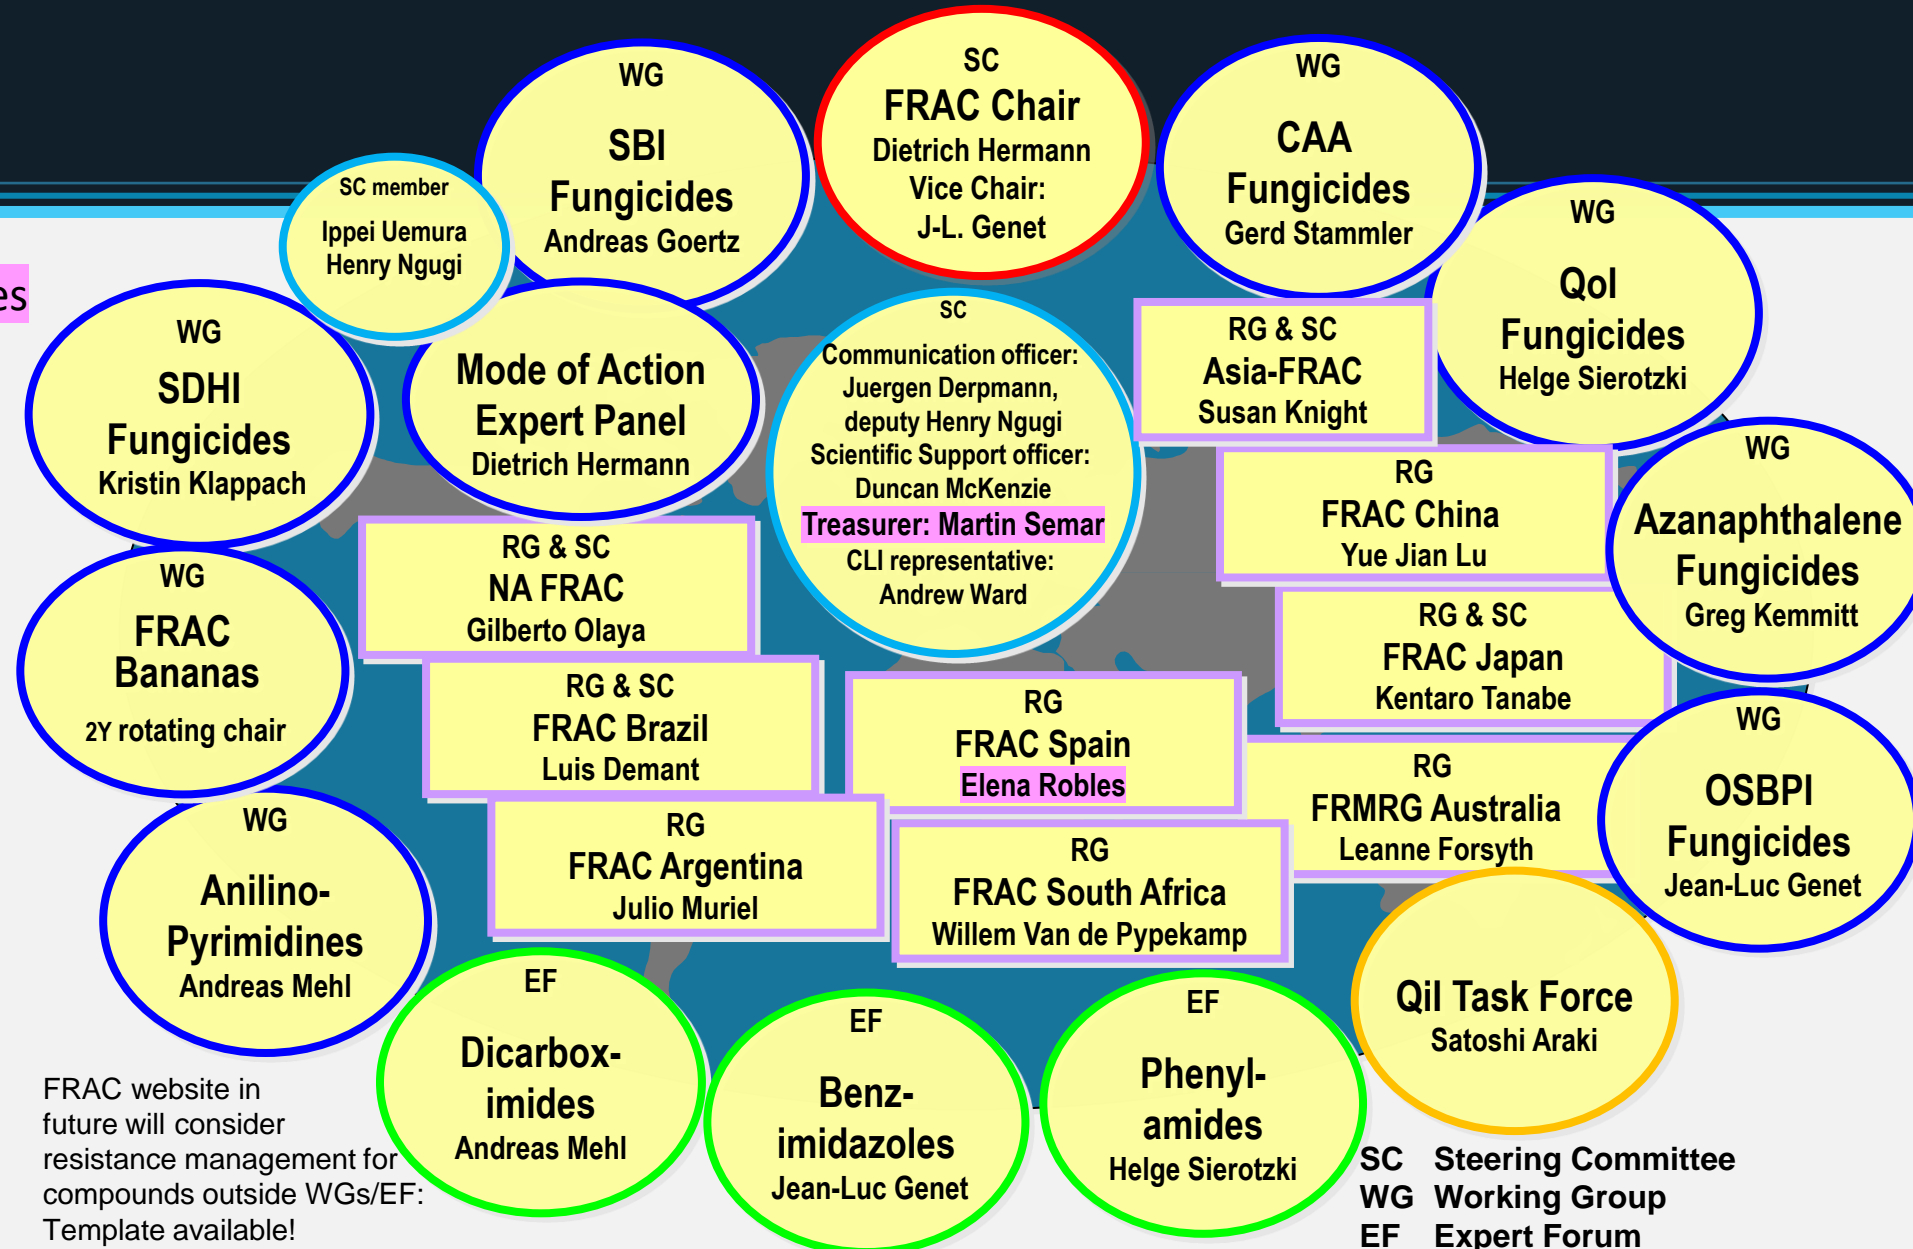 SC
FRAC Chair
Dietrich Hermann
Vice Chair:
J-L. Genet
WG
SBI
Fungicides
Andreas Goertz
WG
CAA
Fungicides
Gerd Stammler
SC member
Ippei Uemura
Henry Ngugi
WG
QoI
Fungicides
Helge Sierotzki
es
WG
SDHI
Fungicides
Kristin Klappach
Mode of Action
Expert Panel
Dietrich Hermann
SC
Communication officer:
Juergen Derpmann,
deputy Henry Ngugi
Scientific Support officer:
Duncan McKenzie
Treasurer: Martin Semar
CLI representative:
Andrew Ward
RG & SC
Asia-FRAC
Susan Knight
RG
FRAC China
Yue Jian Lu
WG
Azanaphthalene
Fungicides
Greg Kemmitt
RG & SC
NA FRAC
Gilberto Olaya
WG
FRAC
Bananas
2Y rotating chair
RG & SC
FRAC Japan
Kentaro Tanabe
RG & SC
FRAC Brazil
Luis Demant
RG
FRAC Spain
Elena Robles
RG
FRMRG Australia
Leanne Forsyth
WG
OSBPI
Fungicides
Jean-Luc Genet
WG
Anilino-
Pyrimidines
Andreas Mehl
RG
FRAC Argentina
Julio Muriel
RG
FRAC South Africa
Willem Van de Pypekamp
EF
Dicarbox-
imides
Andreas Mehl
EF
Benz-
imidazoles
Jean-Luc Genet
EF
Phenyl-
amides
Helge Sierotzki
QiI Task Force
Satoshi Araki
FRAC website in
future will consider
resistance management for
compounds outside WGs/EF:
Template available!
SC Steering Committee
WG Working Group
EF Expert Forum